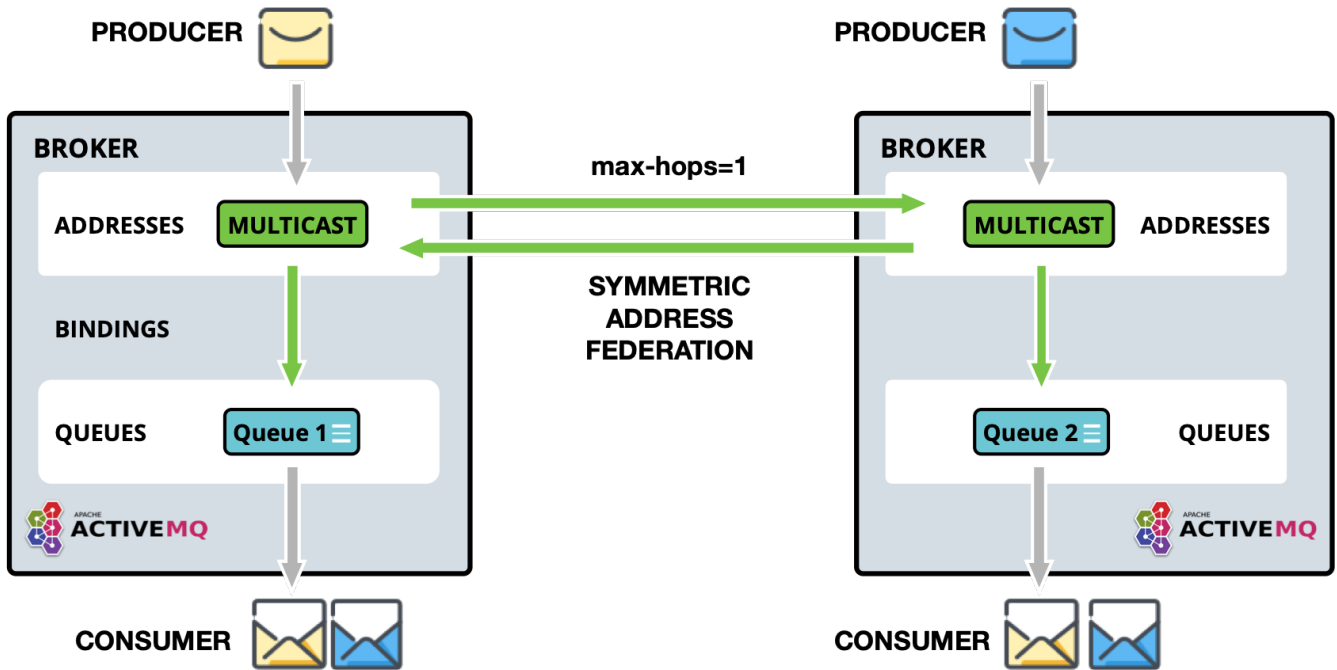 PRODUCER
PRODUCER
BROKER
BROKER
max-hops=1
ADDRESSES
MULTICAST
MULTICAST
ADDRESSES
SYMMETRIC
ADDRESS
FEDERATION
BINDINGS
QUEUES
Queue 1
Queue 2
QUEUES
APACHE
ACTIVEMQ
APACHE
ACTIVEMQ
CONSUMER
CONSUMER